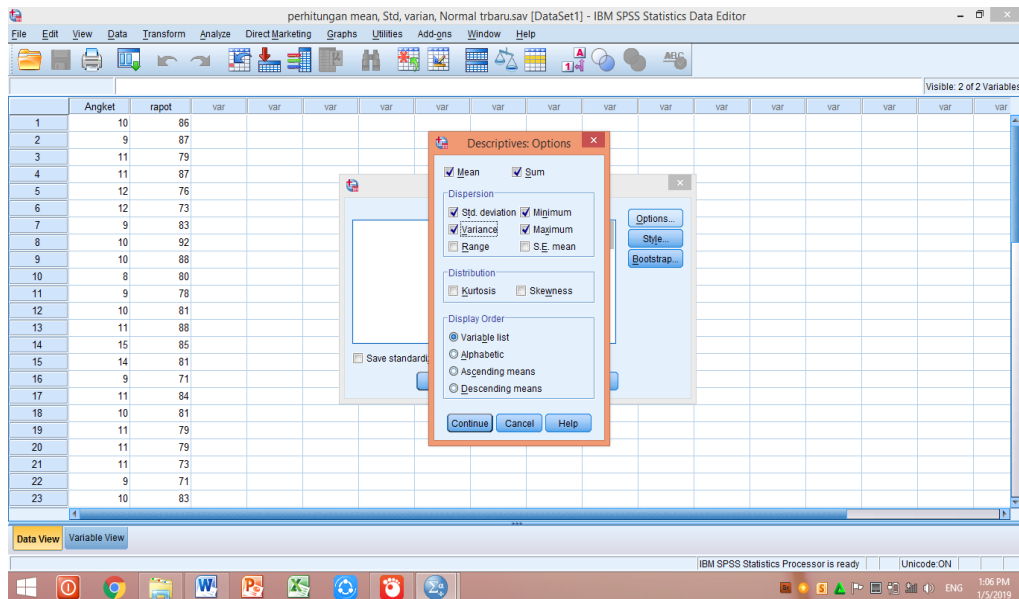 perhitungan mean, Std, varian, Normal trbaru.sav [DataSet1] - IBM SPSS Statistics Data Editor
File Edit View Data Transform Analyze Direct Marketing Graphs Utilities Add-ons Window Help
Visible: 2 of 2 Variables
Angket rapot var var var var var var var var var var var var var var var
1 10 86
2 9 87
3 11 79
4 11 87
5 12 76
6 12 73
7 9 83
8 10 92
9 10 88
10 8 80
11 9 78
12 10 81
13 11 88
14 15 85
15 14 81
16 9 71
17 11 84
18 10 81
19 11 79
20 11 79
21 11 73
22 9 71
23 10 83
Descriptives: Options
Mean Sum
Dispersion
Std. deviation Minimum
Variance Maximum
Range S.E. mean
Distribution
Kurtosis Skewness
Display Order
Variable list
Alphabetic
Ascending means
Descending means
Continue Cancel Help
Options...
Style...
Bootstrap...
Save standardi
Data View Variable View
IBM SPSS Statistics Processor is ready Unicode:ON
ENG
1:06 PM
1/5/2019